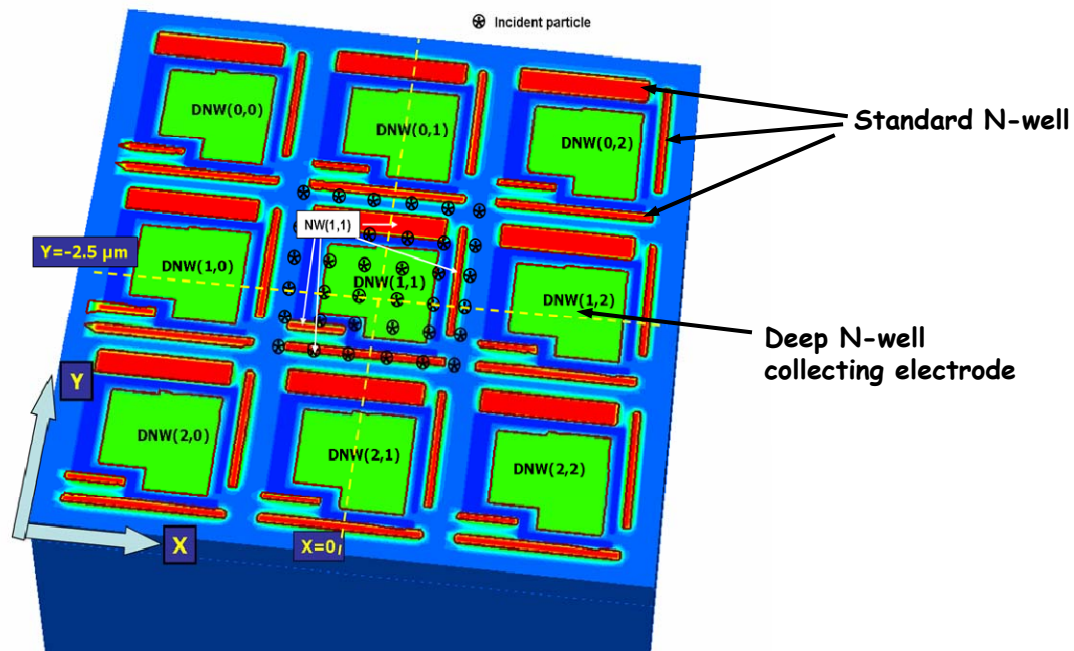 Incident particle
DNW(0,0)
DNW(0,1)
DNW(0,2)
Standard N-well
NW(1,1)
Y=-2.5 μm
DNW(1,0)
DNW(1,1)
DNW(1,2)
Deep N-well
collecting electrode
Y
DNW(2,0)
DNW(2,1)
DNW(2,2)
X
X=0